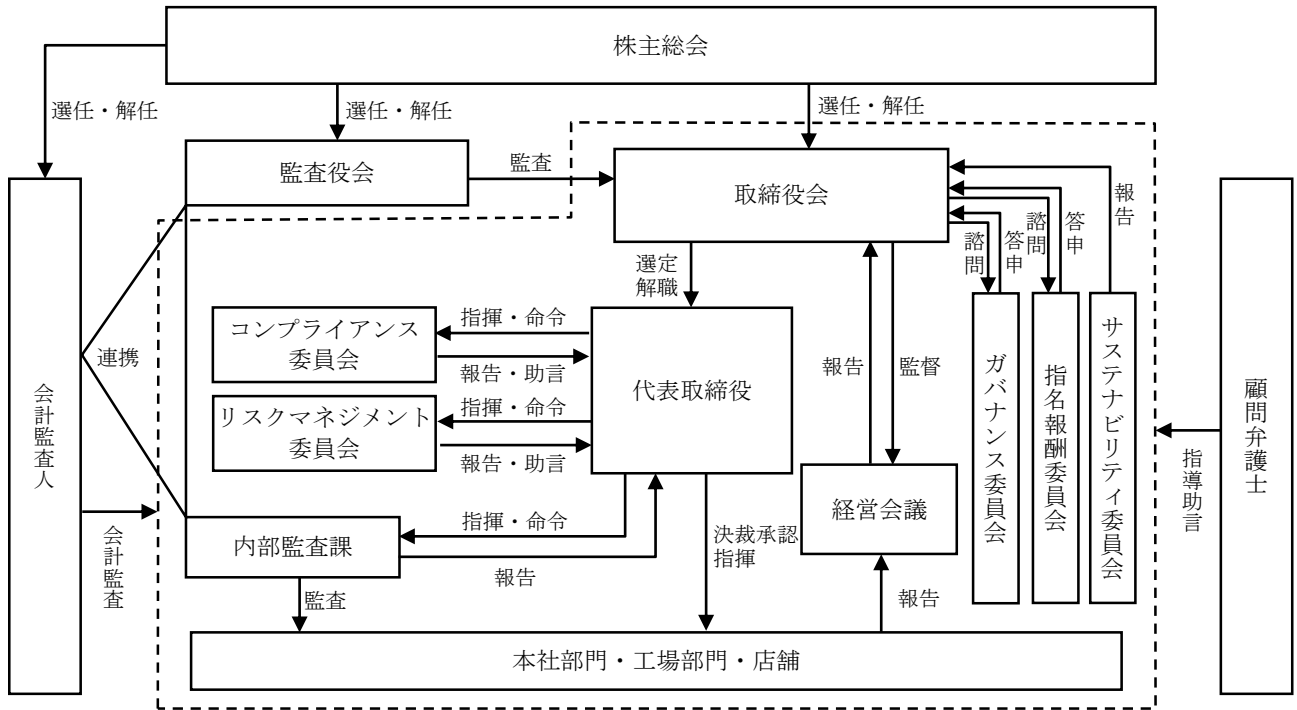 株主総会
選任・解任
選任・解任
選任・解任
監査役会
監査
取締役会
報告
諮問
答申
諮問
答申
選定
解職
コンプライアンス
委員会
指揮・命令
報告・助言
リスクマネジメント
委員会
指揮・命令
報告・助言
代表取締役
報告
監督
連携
会計監査人
会計監査
経営会議
ガバナンス委員会
指名報酬委員会
サステナビリティ委員会
顧問弁護士
指導助言
内部監査課
指揮・命令
報告
決裁承認
指揮
監査
報告
本社部門・工場部門・店舗